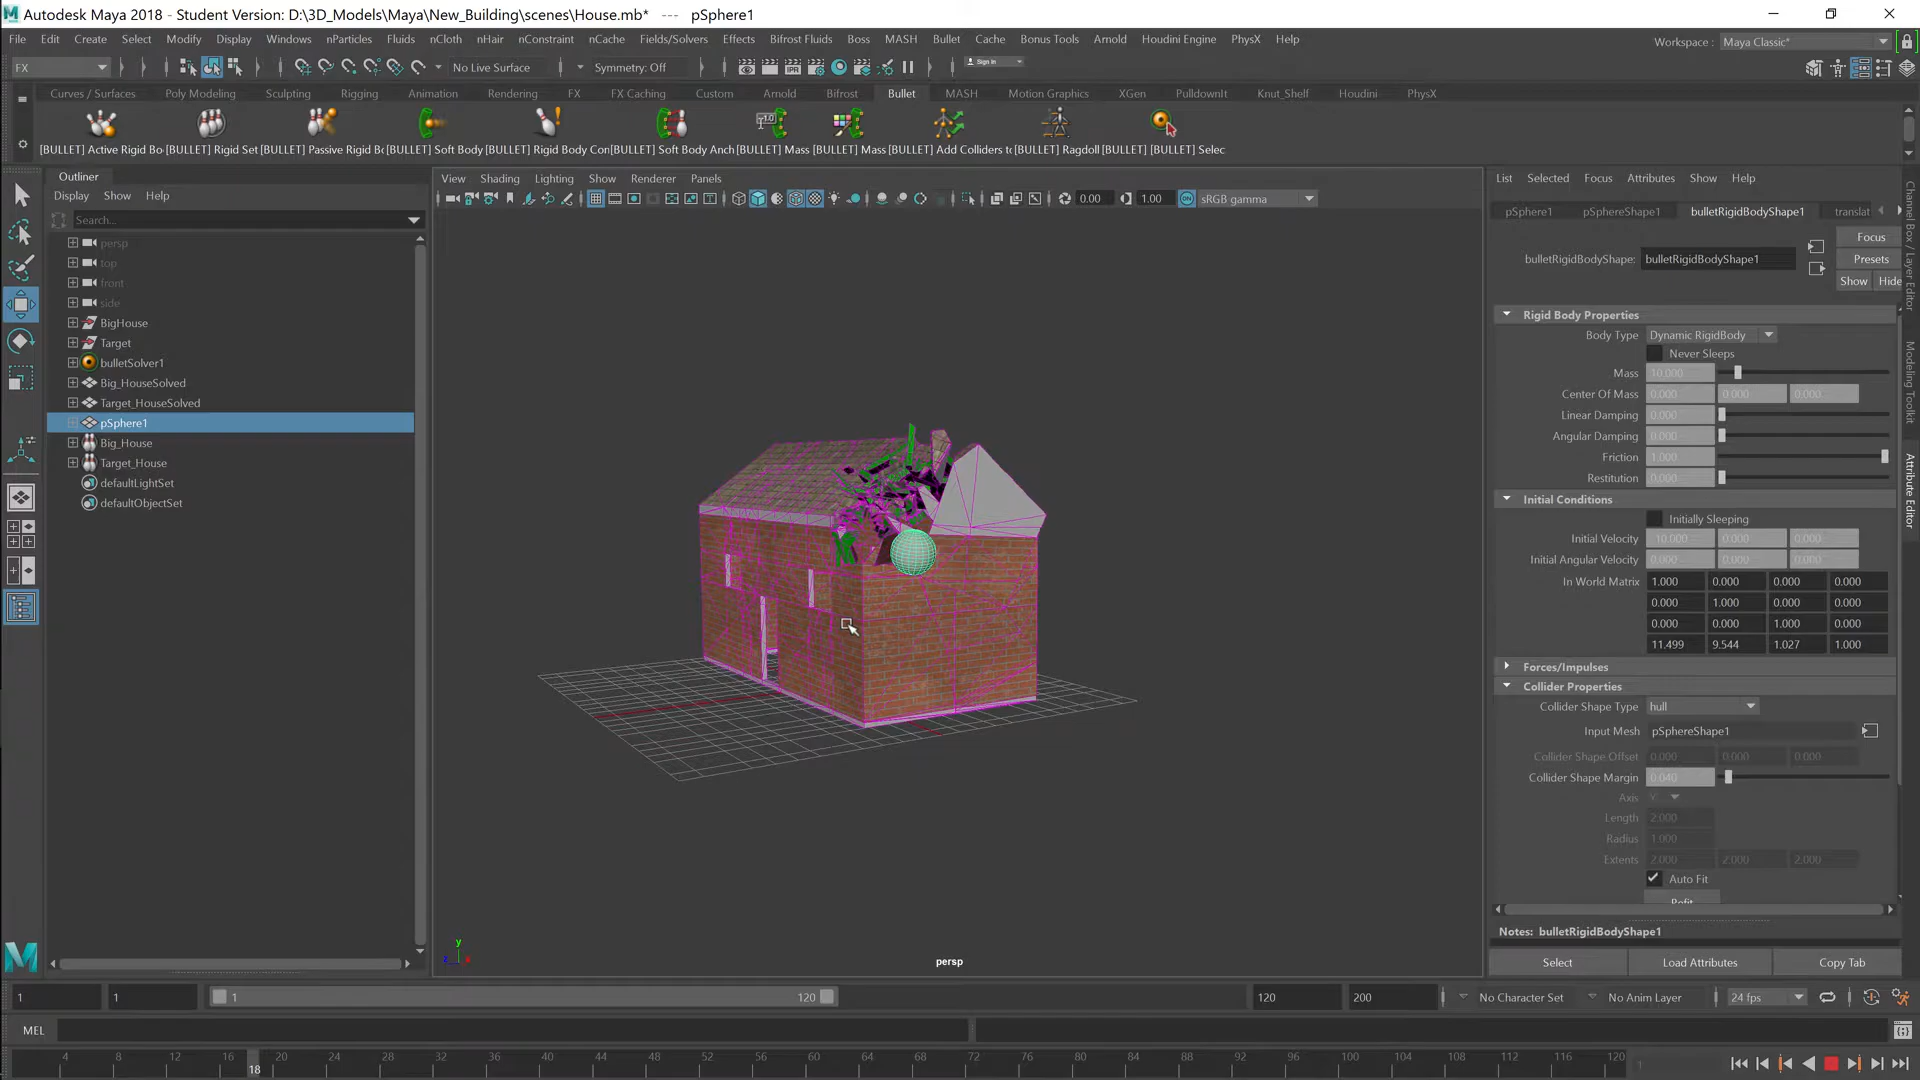 Autodesk Maya 2018 - Student Version: D:\3D_Models\Maya\New_Building\scenes\House.mb* --- pSphere1
File Edit Create Select Modify Display Windows nParticles Fluids nCloth nHair nConstraint nCache Fields/Solvers Effects Bifrost Fluids Boss MASH Bullet Cache Bonus Tools Arnold Houdini Engine PhysX Help
Workspace : Maya Classic*
FX No Live Surface Symmetry: Off Sign In
Curves / Surfaces Poly Modeling Sculpting Rigging Animation Rendering FX FX Caching Custom Arnold Bifrost Bullet MASH Motion Graphics XGen PulldownIt Knut_Shelf Houdini PhysX
[BULLET] Active Rigid Bo [BULLET] Rigid Set [BULLET] Passive Rigid Bc [BULLET] Soft Body [BULLET] Rigid Body Con [BULLET] Soft Body Anch [BULLET] Mass [BULLET] Mass [BULLET] Add Colliders tc [BULLET] Ragdoll [BULLET] [BULLET] Selec
Outliner
Display Show Help
Search...
persp
top
front
side
BigHouse
Target
bulletSolver1
Big_HouseSolved
Target_HouseSolved
pSphere1
Big_House
Target_House
defaultLightSet
defaultObjectSet
View Shading Lighting Show Renderer Panels
0.00 1.00 ON sRGB gamma
y
z x
persp
List Selected Focus Attributes Show Help
pSphere1 pSphereShape1 bulletRigidBodyShape1 translat
Focus
bulletRigidBodyShape: bulletRigidBodyShape1
Presets
Show Hide
Rigid Body Properties
Body Type Dynamic RigidBody
Never Sleeps
Mass 10.000
Center Of Mass 0.000 0.000 0.000
Linear Damping 0.000
Angular Damping 0.000
Friction 1.000
Restitution 0.000
Initial Conditions
Initially Sleeping
Initial Velocity -10.000 0.000 0.000
Initial Angular Velocity 0.000 0.000 0.000
In World Matrix 1.000 0.000 0.000 0.000
0.000 1.000 0.000 0.000
0.000 0.000 1.000 0.000
11.499 9.544 1.027 1.000
Forces/Impulses
Collider Properties
Collider Shape Type hull
Input Mesh pSphereShape1
Collider Shape Offset 0.000 0.000 0.000
Collider Shape Margin 0.040
Axis Y
Length 2.000
Radius 1.000
Extents 2.000 2.000 2.000
Auto Fit
Refit
Notes: bulletRigidBodyShape1
Select Load Attributes Copy Tab
Channel Box / Layer Editor
Modeling Toolkit
Attribute Editor
1 1 1 120 120 200 No Character Set No Anim Layer 24 fps
MEL
4 8 12 16 20 24 28 32 36 40 44 48 52 56 60 64 68 72 76 80 84 88 92 96 100 104 108 112 116 120
18 1